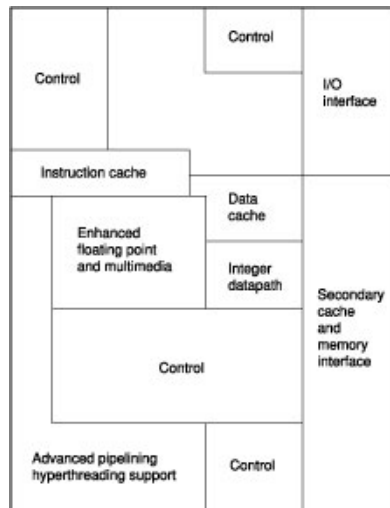 Control
Control
I/O
interface
Instruction cache
Data
cache
Enhanced
floating point
and multimedia
Integer
datapath
Secondary
cache
and
memory
interface
Control
Advanced pipelining
hyperthreading support
Control